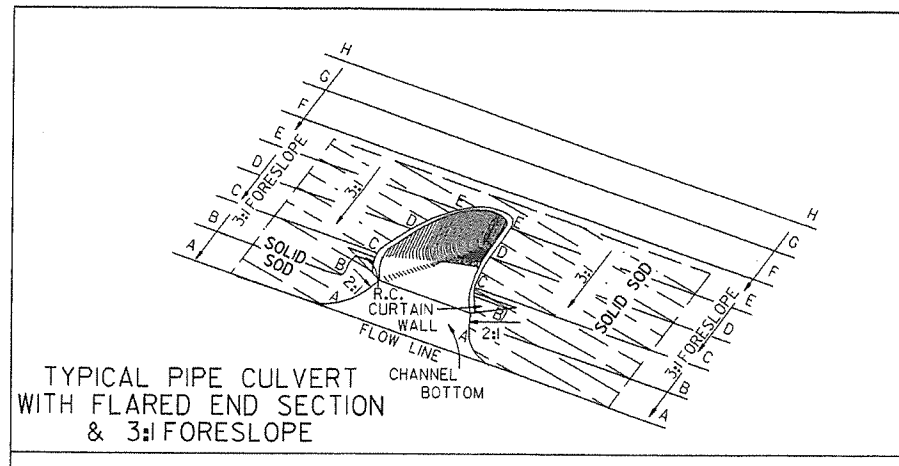 H
G
F
E
D
C
B
A
3:1 FORESLOPE
SOLID
SOD
3:1
E
D
C
B
A
2:1
E
D
C
B
A
2:1
R.C.
CURTAIN
WALL
FLOW LINE
CHANNEL
BOTTOM
3:1
SOLID SOD
H
G
F
E
D
C
B
A
3:1 FORESLOPE
TYPICAL PIPE CULVERT
WITH FLARED END SECTION
& 3:1 FORESLOPE